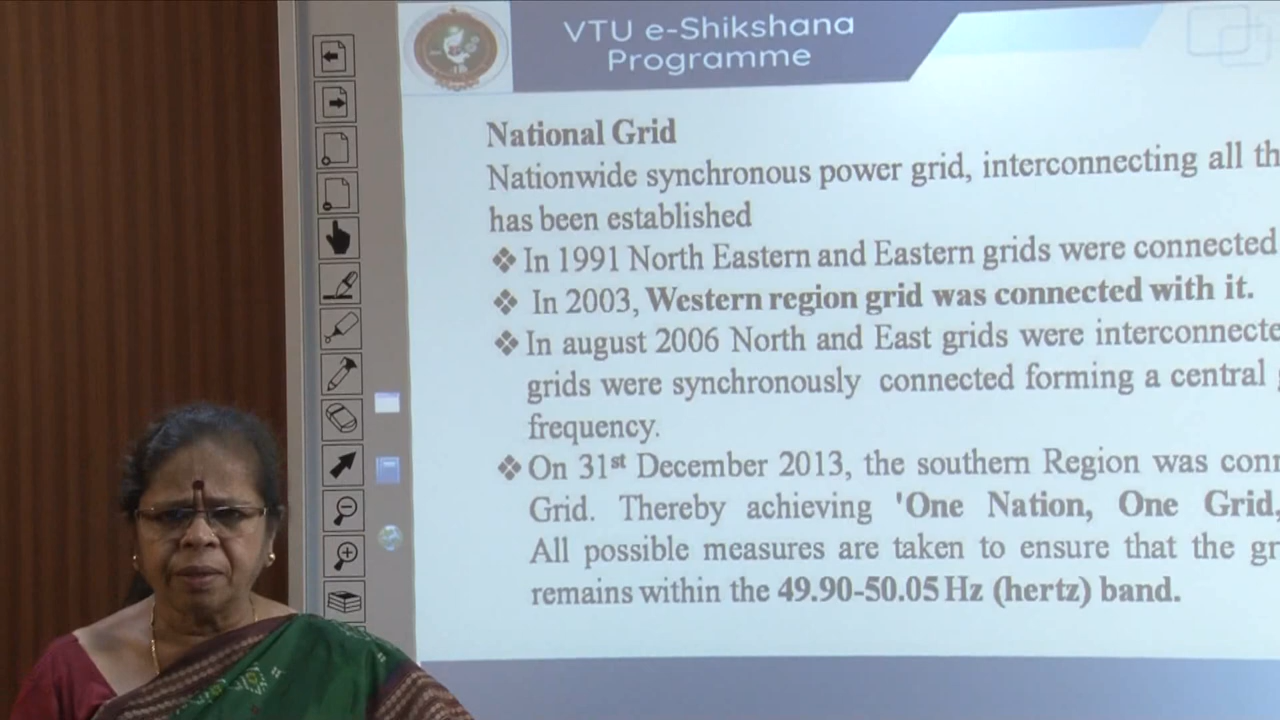 VTU e-Shikshana
Programme
National Grid
Nationwide synchronous power grid, interconnecting all th
has been established
❖ In 1991 North Eastern and Eastern grids were connected
❖ In 2003, Western region grid was connected with it.
❖ In august 2006 North and East grids were interconnecte
grids were synchronously connected forming a central
frequency.
❖ On 31st December 2013, the southern Region was conn
Grid. Thereby achieving 'One Nation, One Grid,
All possible measures are taken to ensure that the gr
remains within the 49.90-50.05 Hz (hertz) band.